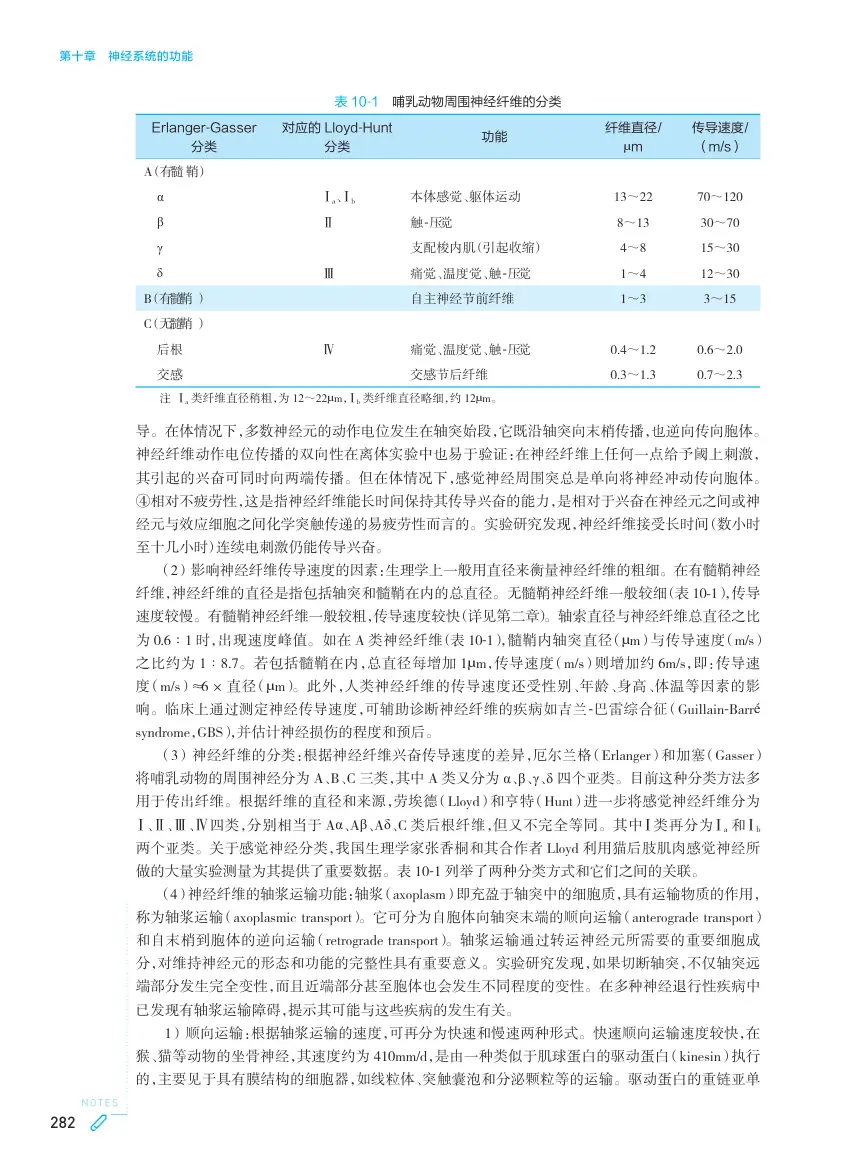 第十章 神经系统的功能
表 10-1 哺乳动物周围神经纤维的分类
Erlanger-Gasser 分类 对应的 Lloyd-Hunt 分类 功能 纤维直径/μm 传导速度/（m/s）
A（有髓鞘）
α Ⅰa、Ⅰb 本体感觉、躯体运动 13～22 70～120
β Ⅱ 触-压觉 8～13 30～70
γ 支配梭内肌（引起收缩） 4～8 15～30
δ Ⅲ 痛觉、温度觉、触-压觉 1～4 12～30
B（有髓鞘） 自主神经节前纤维 1～3 3～15
C（无髓鞘）
后根 Ⅳ 痛觉、温度觉、触-压觉 0.4～1.2 0.6～2.0
交感 交感节后纤维 0.3～1.3 0.7～2.3
注 Ⅰa 类纤维直径稍粗，为 12～22μm，Ⅰb 类纤维直径略细，约 12μm。
导。在体情况下，多数神经元的动作电位发生在轴突始段，它既沿轴突向末梢传播，也逆向传向胞体。
神经纤维动作电位传播的双向性在离体实验中也易于验证：在神经纤维上任何一点给予阈上刺激，
其引起的兴奋可同时向两端传播。但在体情况下，感觉神经周围突总是单向将神经冲动传向胞体。
④相对不疲劳性，这是指神经纤维能长时间保持其传导兴奋的能力，是相对于兴奋在神经元之间或神
经元与效应细胞之间化学突触传递的易疲劳性而言的。实验研究发现，神经纤维接受长时间（数小时
至十几小时）连续电刺激仍能传导兴奋。
（2）影响神经纤维传导速度的因素：生理学上一般用直径来衡量神经纤维的粗细。在有髓鞘神经
纤维，神经纤维的直径是指包括轴突和髓鞘在内的总直径。无髓鞘神经纤维一般较细（表 10-1），传导
速度较慢。有髓鞘神经纤维一般较粗，传导速度较快（详见第二章）。轴索直径与神经纤维总直径之比
为 0.6∶1 时，出现速度峰值。如在 A 类神经纤维（表 10-1），髓鞘内轴突直径（μm）与传导速度（m/s）
之比约为 1∶8.7。若包括髓鞘在内，总直径每增加 1μm，传导速度（m/s）则增加约 6m/s，即：传导速
度（m/s）≈6 × 直径（μm）。此外，人类神经纤维的传导速度还受性别、年龄、身高、体温等因素的影
响。临床上通过测定神经传导速度，可辅助诊断神经纤维的疾病如吉兰-巴雷综合征（Guillain-Barré
syndrome，GBS），并估计神经损伤的程度和预后。
（3）神经纤维的分类：根据神经纤维兴奋传导速度的差异，厄尔兰格（Erlanger）和加塞（Gasser）
将哺乳动物的周围神经分为 A、B、C 三类，其中 A 类又分为 α、β、γ、δ 四个亚类。目前这种分类方法多
用于传出纤维。根据纤维的直径和来源，劳埃德（Lloyd）和亨特（Hunt）进一步将感觉神经纤维分为
Ⅰ、Ⅱ、Ⅲ、Ⅳ四类，分别相当于 Aα、Aβ、Aδ、C 类后根纤维，但又不完全等同。其中Ⅰ类再分为Ⅰa 和Ⅰb
两个亚类。关于感觉神经分类，我国生理学家张香桐和其合作者 Lloyd 利用猫后肢肌肉感觉神经所
做的大量实验测量为其提供了重要数据。表 10-1 列举了两种分类方式和它们之间的关联。
（4）神经纤维的轴浆运输功能：轴浆（axoplasm）即充盈于轴突中的细胞质，具有运输物质的作用，
称为轴浆运输（axoplasmic transport）。它可分为自胞体向轴突末端的顺向运输（anterograde transport）
和自末梢到胞体的逆向运输（retrograde transport）。轴浆运输通过转运神经元所需要的重要细胞成
分，对维持神经元的形态和功能的完整性具有重要意义。实验研究发现，如果切断轴突，不仅轴突远
端部分发生完全变性，而且近端部分甚至胞体也会发生不同程度的变性。在多种神经退行性疾病中
已发现有轴浆运输障碍，提示其可能与这些疾病的发生有关。
1）顺向运输：根据轴浆运输的速度，可再分为快速和慢速两种形式。快速顺向运输速度较快，在
猴、猫等动物的坐骨神经，其速度约为 410mm/d，是由一种类似于肌球蛋白的驱动蛋白（kinesin）执行
的，主要见于具有膜结构的细胞器，如线粒体、突触囊泡和分泌颗粒等的运输。驱动蛋白的重链亚单
NOTES
282